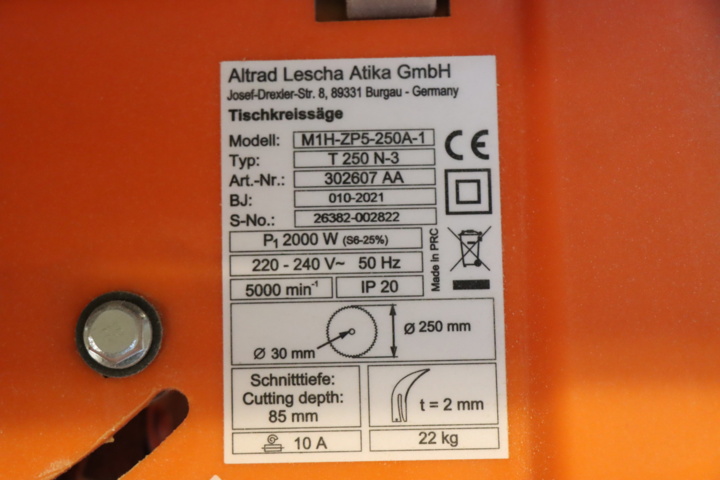 Altrad Lescha Atika GmbH
Josef-Drexler-Str. 8, 89331 Burgau - Germany
Tischkreissäge
Modell: M1H-ZP5-250A-1
Typ: T 250 N-3
Art.-Nr.: 302607 AA
BJ: 010-2021
S-No.: 26382-002822
P1 2000 W (S6-25%)
220 - 240 V~ 50 Hz
5000 min⁻¹ IP 20
Made in PRC
CE
Ø 250 mm
Ø 30 mm
Schnitttiefe:
Cutting depth:
85 mm
t = 2 mm
10 A
22 kg